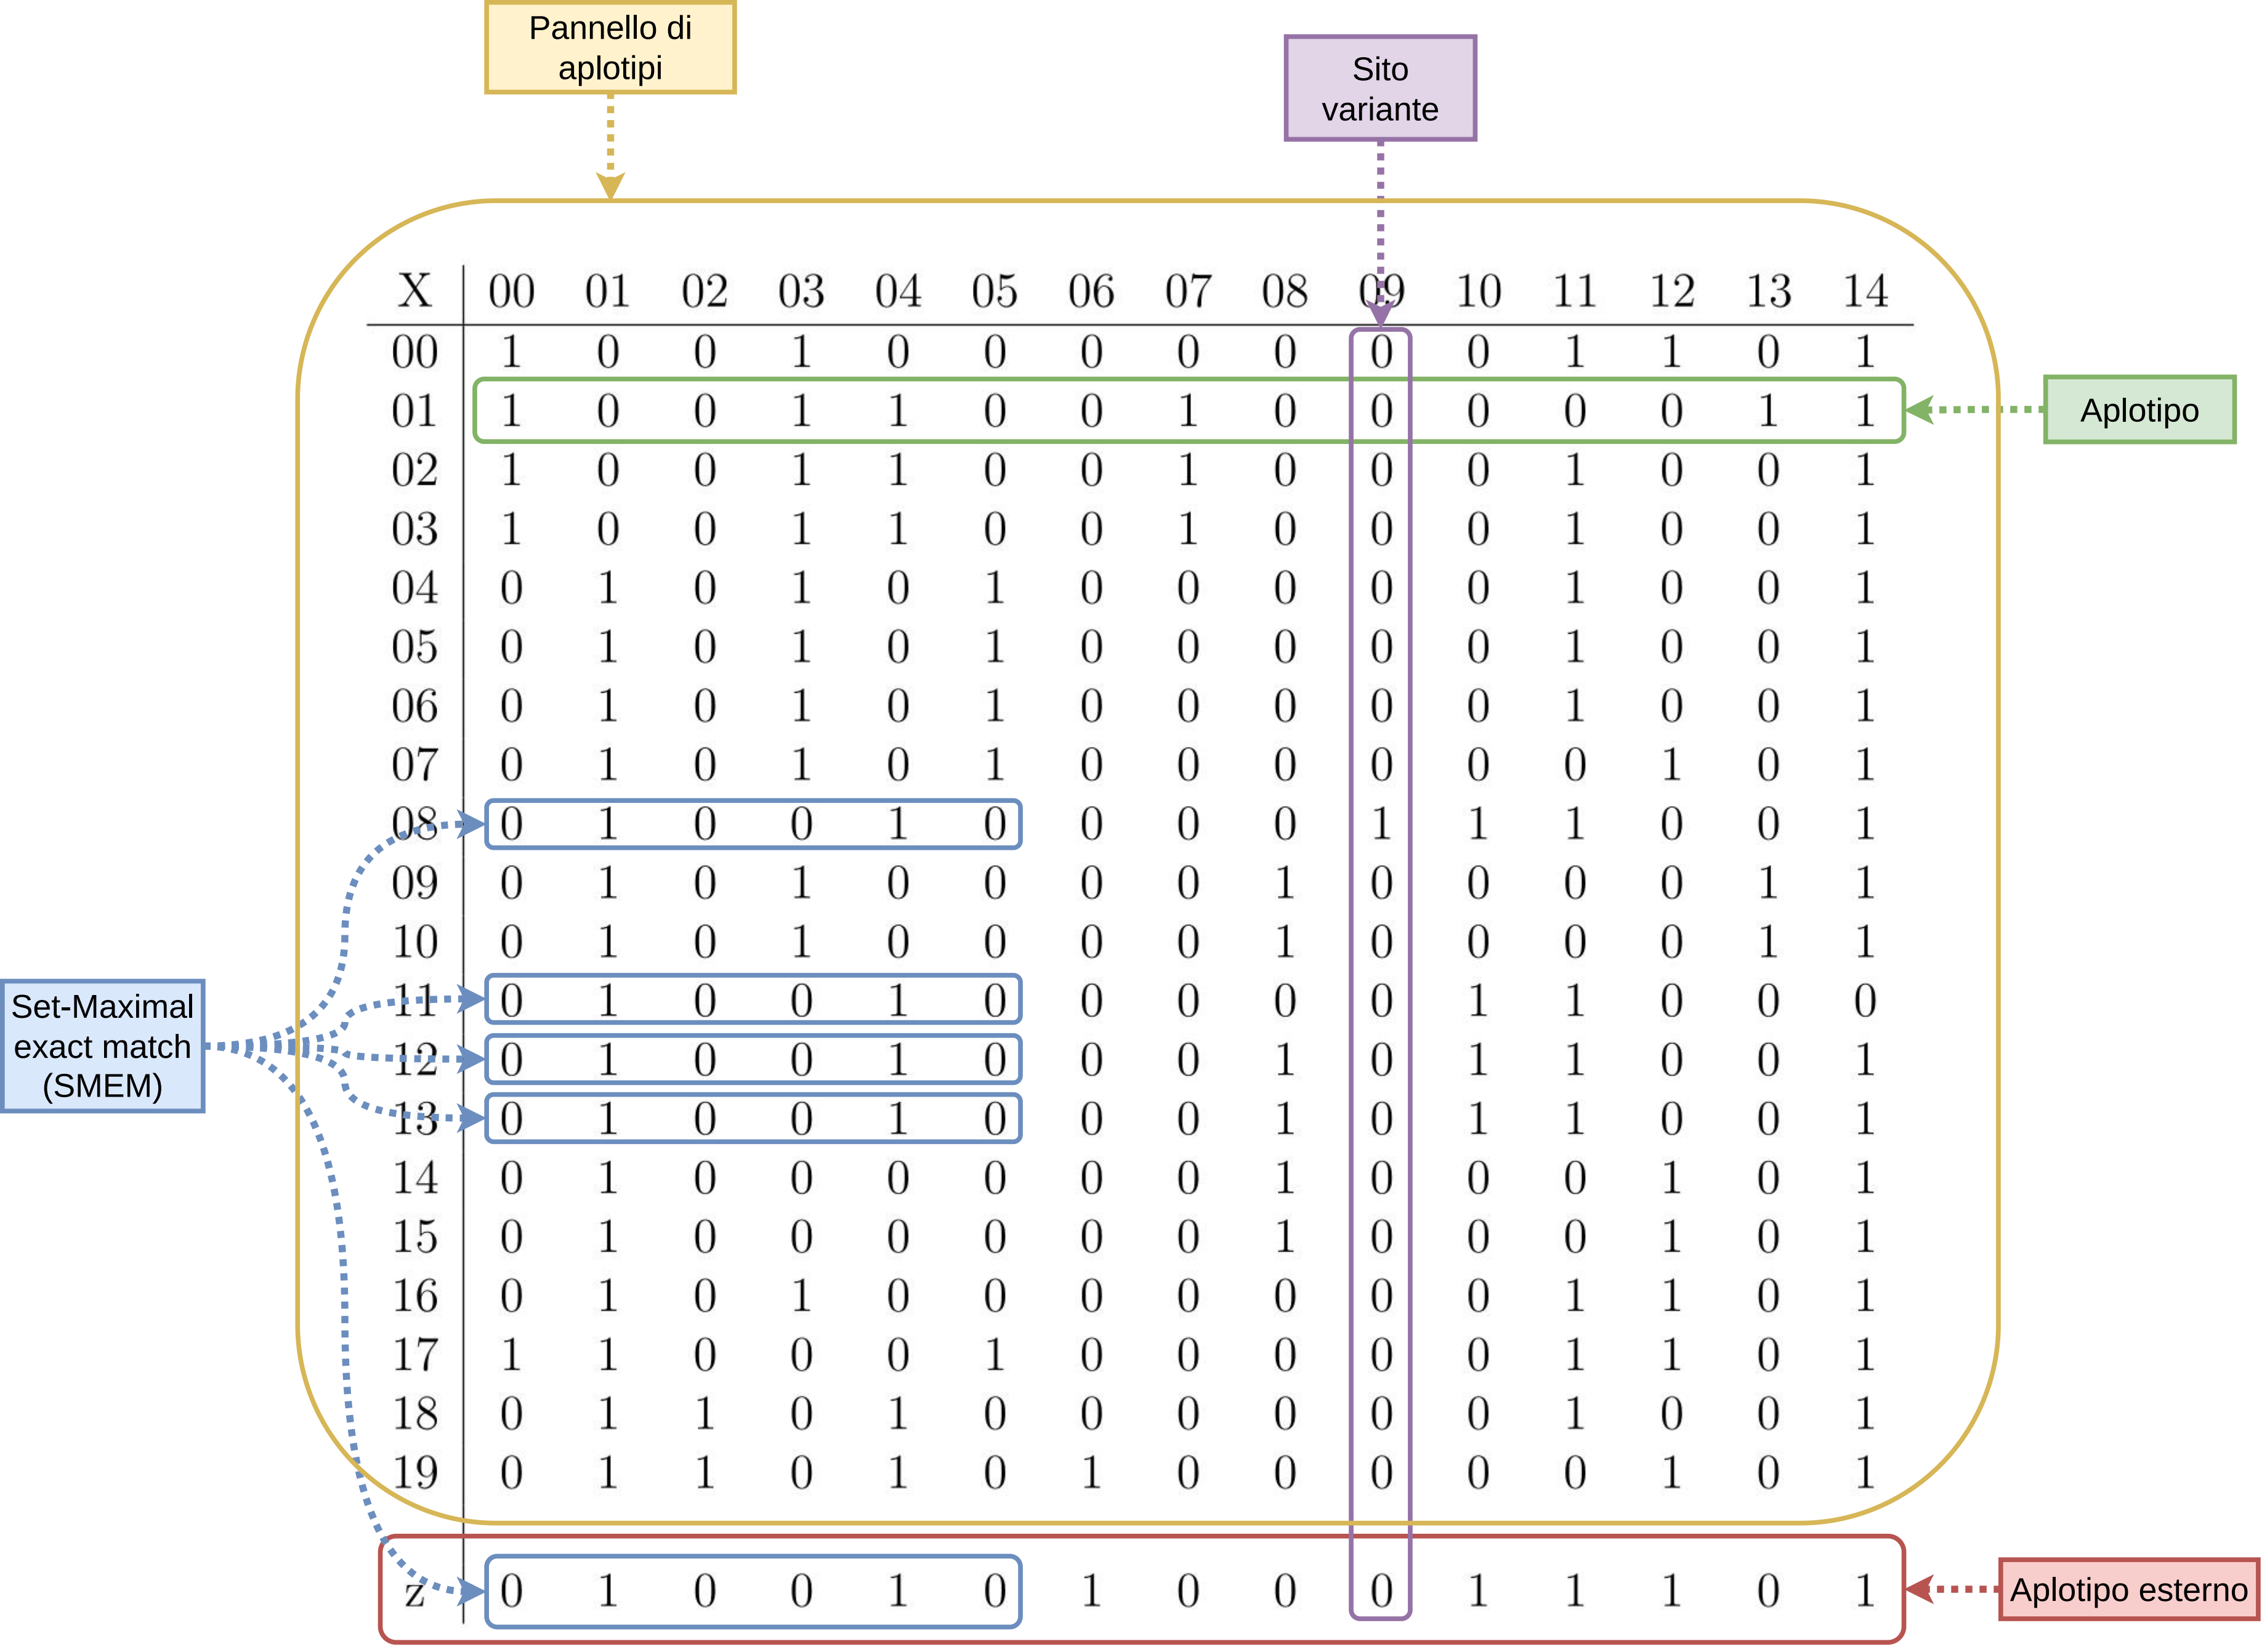 Pannello di
aplotipi
Sito
variante
X 00 01 02 03 04 05 06 07 08 09 10 11 12 13 14
00 1 0 0 1 0 0 0 0 0 0 0 1 1 0 1
01 1 0 0 1 1 0 0 1 0 0 0 0 0 1 1
Aplotipo
02 1 0 0 1 1 0 0 1 0 0 0 1 0 0 1
03 1 0 0 1 1 0 0 1 0 0 0 1 0 0 1
04 0 1 0 1 0 1 0 0 0 0 0 1 0 0 1
05 0 1 0 1 0 1 0 0 0 0 0 1 0 0 1
06 0 1 0 1 0 1 0 0 0 0 0 1 0 0 1
07 0 1 0 1 0 1 0 0 0 0 0 0 1 0 1
08 0 1 0 0 1 0 0 0 0 1 1 1 0 0 1
09 0 1 0 1 0 0 0 0 1 0 0 0 0 1 1
10 0 1 0 1 0 0 0 0 1 0 0 0 0 1 1
11 0 1 0 0 1 0 0 0 0 0 1 1 0 0 0
Set-Maximal
exact match
(SMEM)
12 0 1 0 0 1 0 0 0 1 0 1 1 0 0 1
13 0 1 0 0 1 0 0 0 1 0 1 1 0 0 1
14 0 1 0 0 0 0 0 0 1 0 0 0 1 0 1
15 0 1 0 0 0 0 0 0 1 0 0 0 1 0 1
16 0 1 0 1 0 0 0 0 0 0 0 1 1 0 1
17 1 1 0 0 0 1 0 0 0 0 0 1 1 0 1
18 0 1 1 0 1 0 0 0 0 0 0 1 0 0 1
19 0 1 1 0 1 0 1 0 0 0 0 0 1 0 1
z 0 1 0 0 1 0 1 0 0 0 1 1 1 0 1
Aplotipo esterno